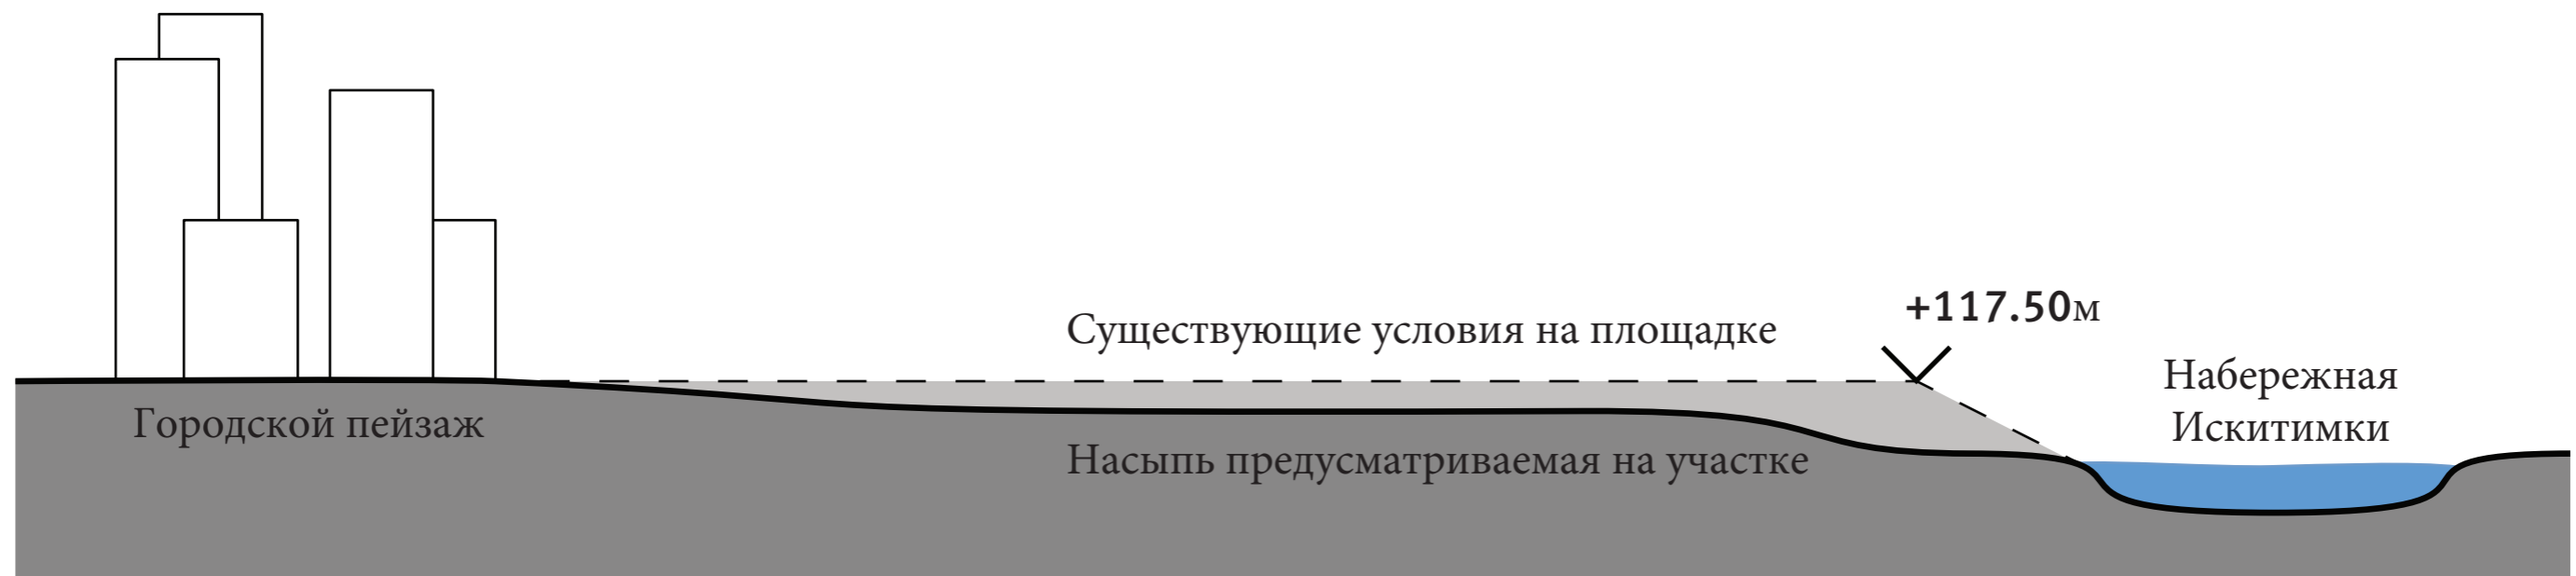 Существующие условия на площадке
+117.50м
Набережная
Искитимки
Городской пейзаж
Насыпь предусматриваемая на участке